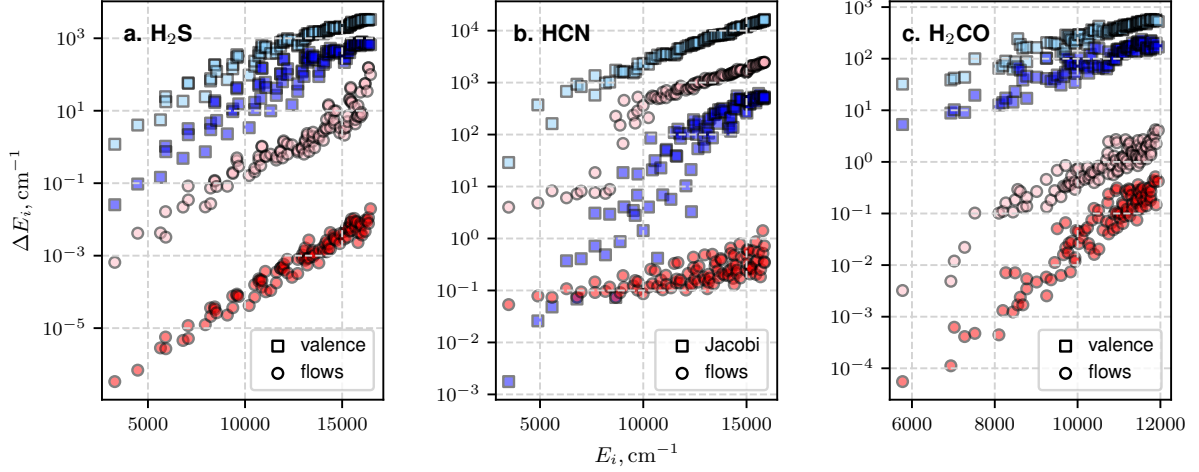 a. H₂S
b. HCN
c. H₂CO
10³
10¹
10⁻¹
10⁻³
10⁻⁵
10⁴
10³
10²
10¹
10⁰
10⁻¹
10⁻²
10⁻³
10³
10²
10¹
10⁰
10⁻¹
10⁻²
10⁻³
10⁻⁴
ΔEᵢ, cm⁻¹
valence
flows
Jacobi
flows
valence
flows
5000 10000 15000
5000 10000 15000
6000 8000 10000 12000
Eᵢ, cm⁻¹